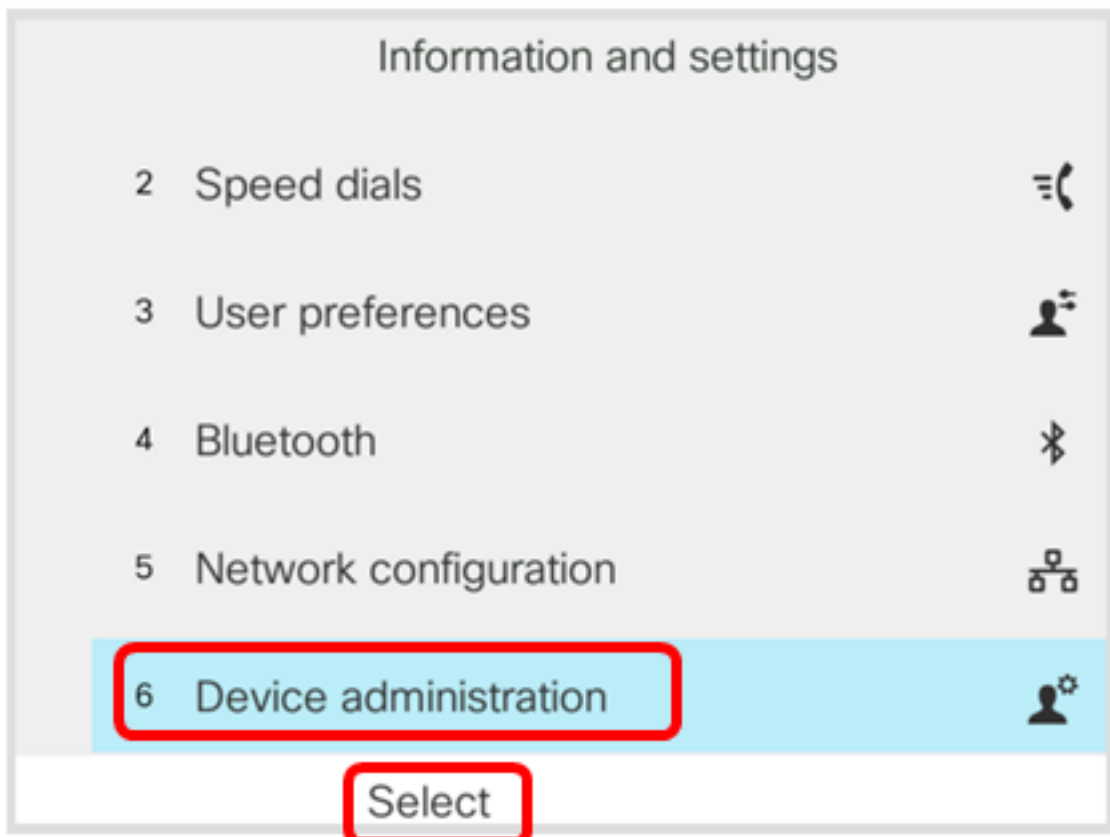 Information and settings
2 Speed dials
3 User preferences
4 Bluetooth
5 Network configuration
6 Device administration
Select